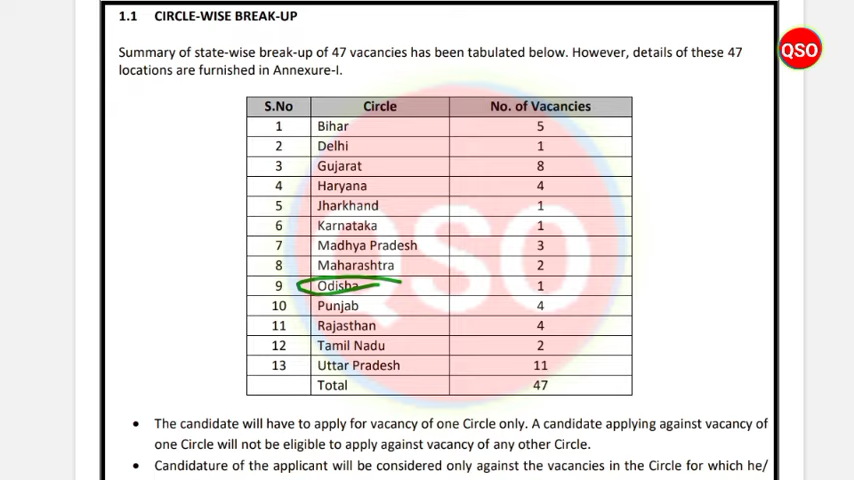 1.1 CIRCLE-WISE BREAK-UP
QSO
Summary of state-wise break-up of 47 vacancies has been tabulated below. However, details of these 47
locations are furnished in Annexure-I.
S.No Circle No. of Vacancies
1 Bihar 5
2 Delhi 1
3 Gujarat 8
4 Haryana 4
5 Jharkhand 1
6 Karnataka 1
7 Madhya Pradesh 3
8 Maharashtra 2
9 Odisha 1
10 Punjab 4
11 Rajasthan 4
12 Tamil Nadu 2
13 Uttar Pradesh 11
Total 47
QSO
• The candidate will have to apply for vacancy of one Circle only. A candidate applying against vacancy of
one Circle will not be eligible to apply against vacancy of any other Circle.
• Candidature of the applicant will be considered only against the vacancies in the Circle for which he/